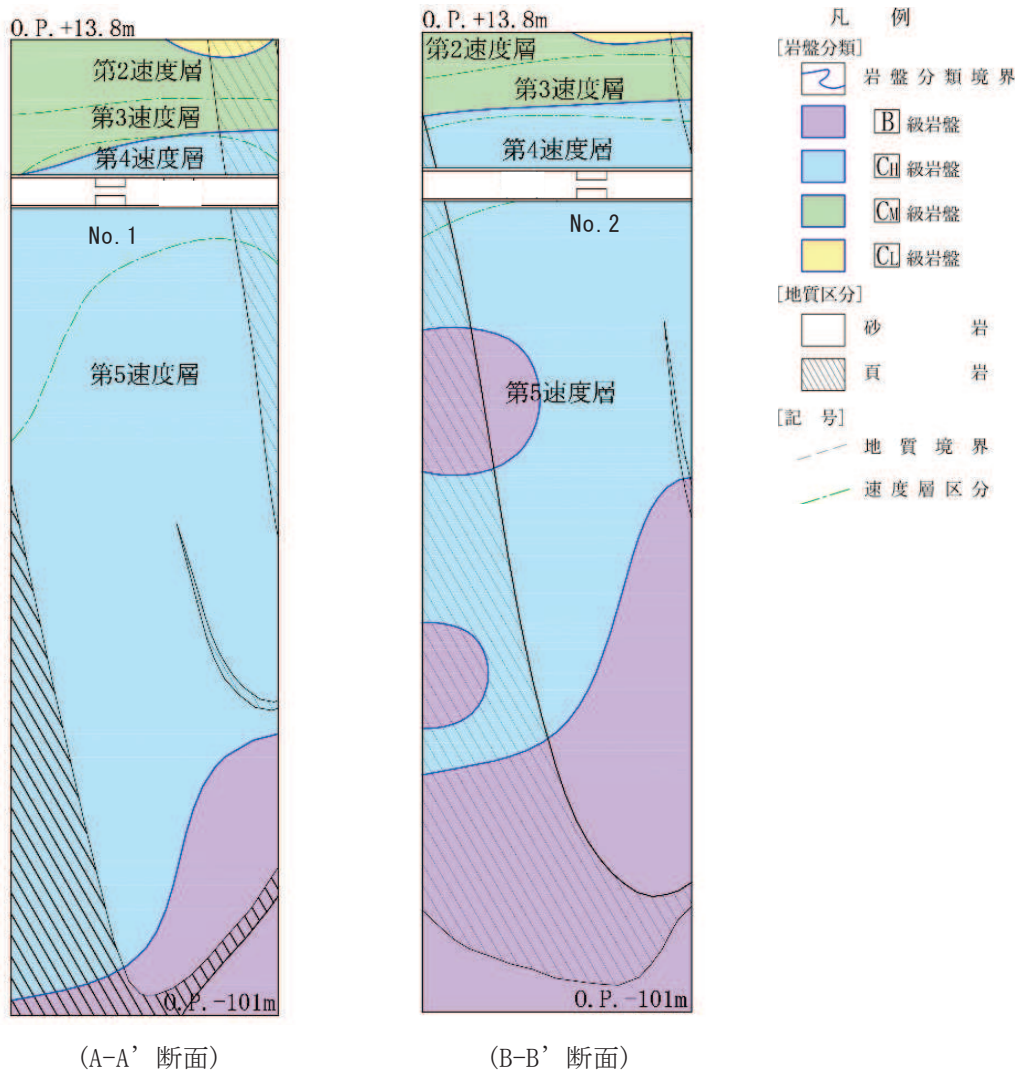 O.P.+13.8m
第2速度層
第3速度層
第4速度層
No.1
第5速度層
O.P.-101m
(A-A’断面)
O.P.+13.8m
第2速度層
第3速度層
第4速度層
No.2
第5速度層
O.P.-101m
(B-B’断面)
凡 例
[岩盤分類]
岩盤分類境界
B 級岩盤
CH 級岩盤
CM 級岩盤
CL 級岩盤
[地質区分]
砂 岩
頁 岩
[記 号]
地 質 境 界
速度層区分